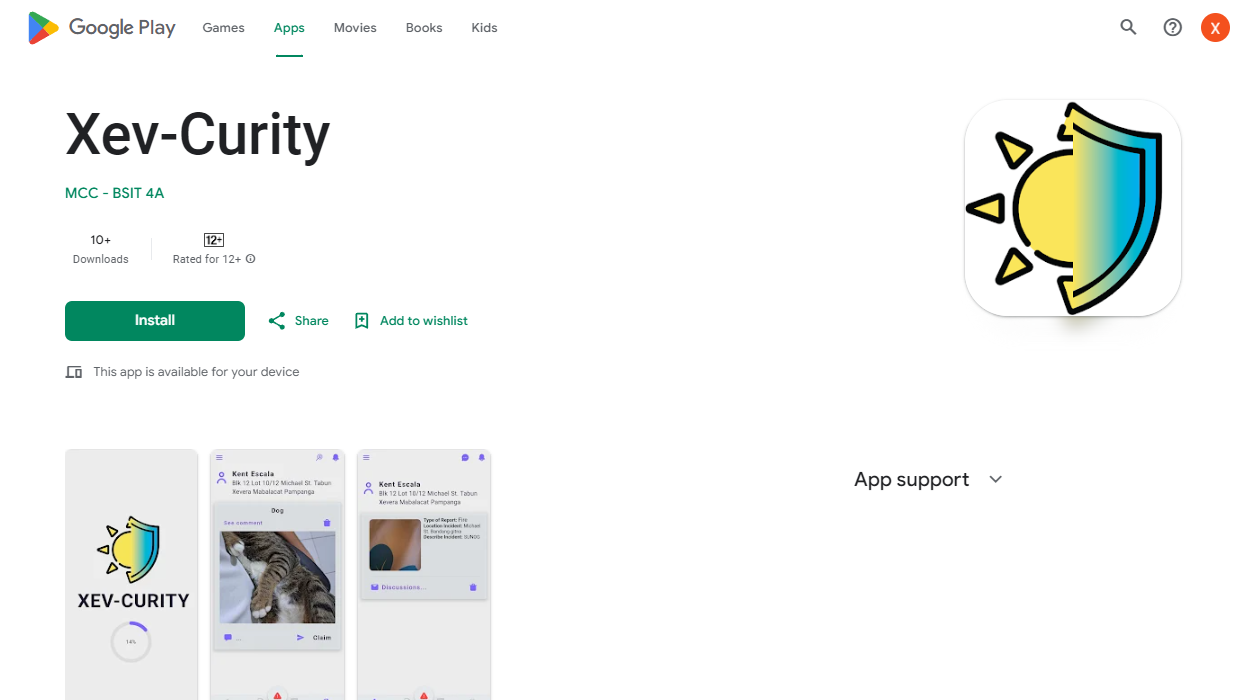 Google Play
Games
Apps
Movies
Books
Kids
X
Xev-Curity
MCC - BSIT 4A
10+
Downloads
12+
Rated for 12+
Install
Share
Add to wishlist
This app is available for your device
App support
XEV-CURITY
14%
Kent Escala
Blk 12 Lot 10/12 Michael St. Tabun
Xevera Mabalacat Pampanga
Dog
See comment
...
Claim
Kent Escala
Blk 12 Lot 10/12 Michael St. Tabun
Xevera Mabalacat Pampanga
Type of Report: Fire
Location Incident: Michael
Describe Incident: SUNOG
Discussions...